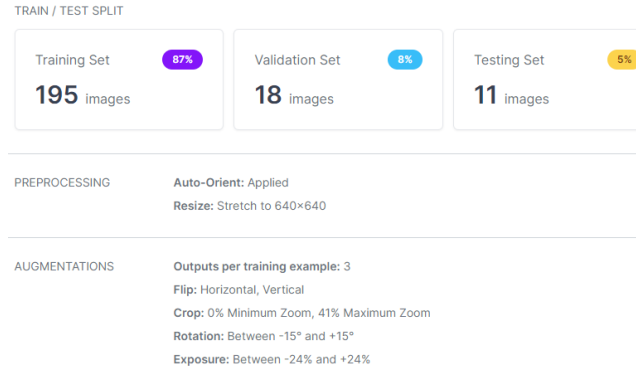 TRAIN / TEST SPLIT
Training Set 87% Validation Set 8% Testing Set 5%
195 images 18 images 11 images
PREPROCESSING Auto-Orient: Applied
Resize: Stretch to 640×640
AUGMENTATIONS Outputs per training example: 3
Flip: Horizontal, Vertical
Crop: 0% Minimum Zoom, 41% Maximum Zoom
Rotation: Between -15° and +15°
Exposure: Between -24% and +24%